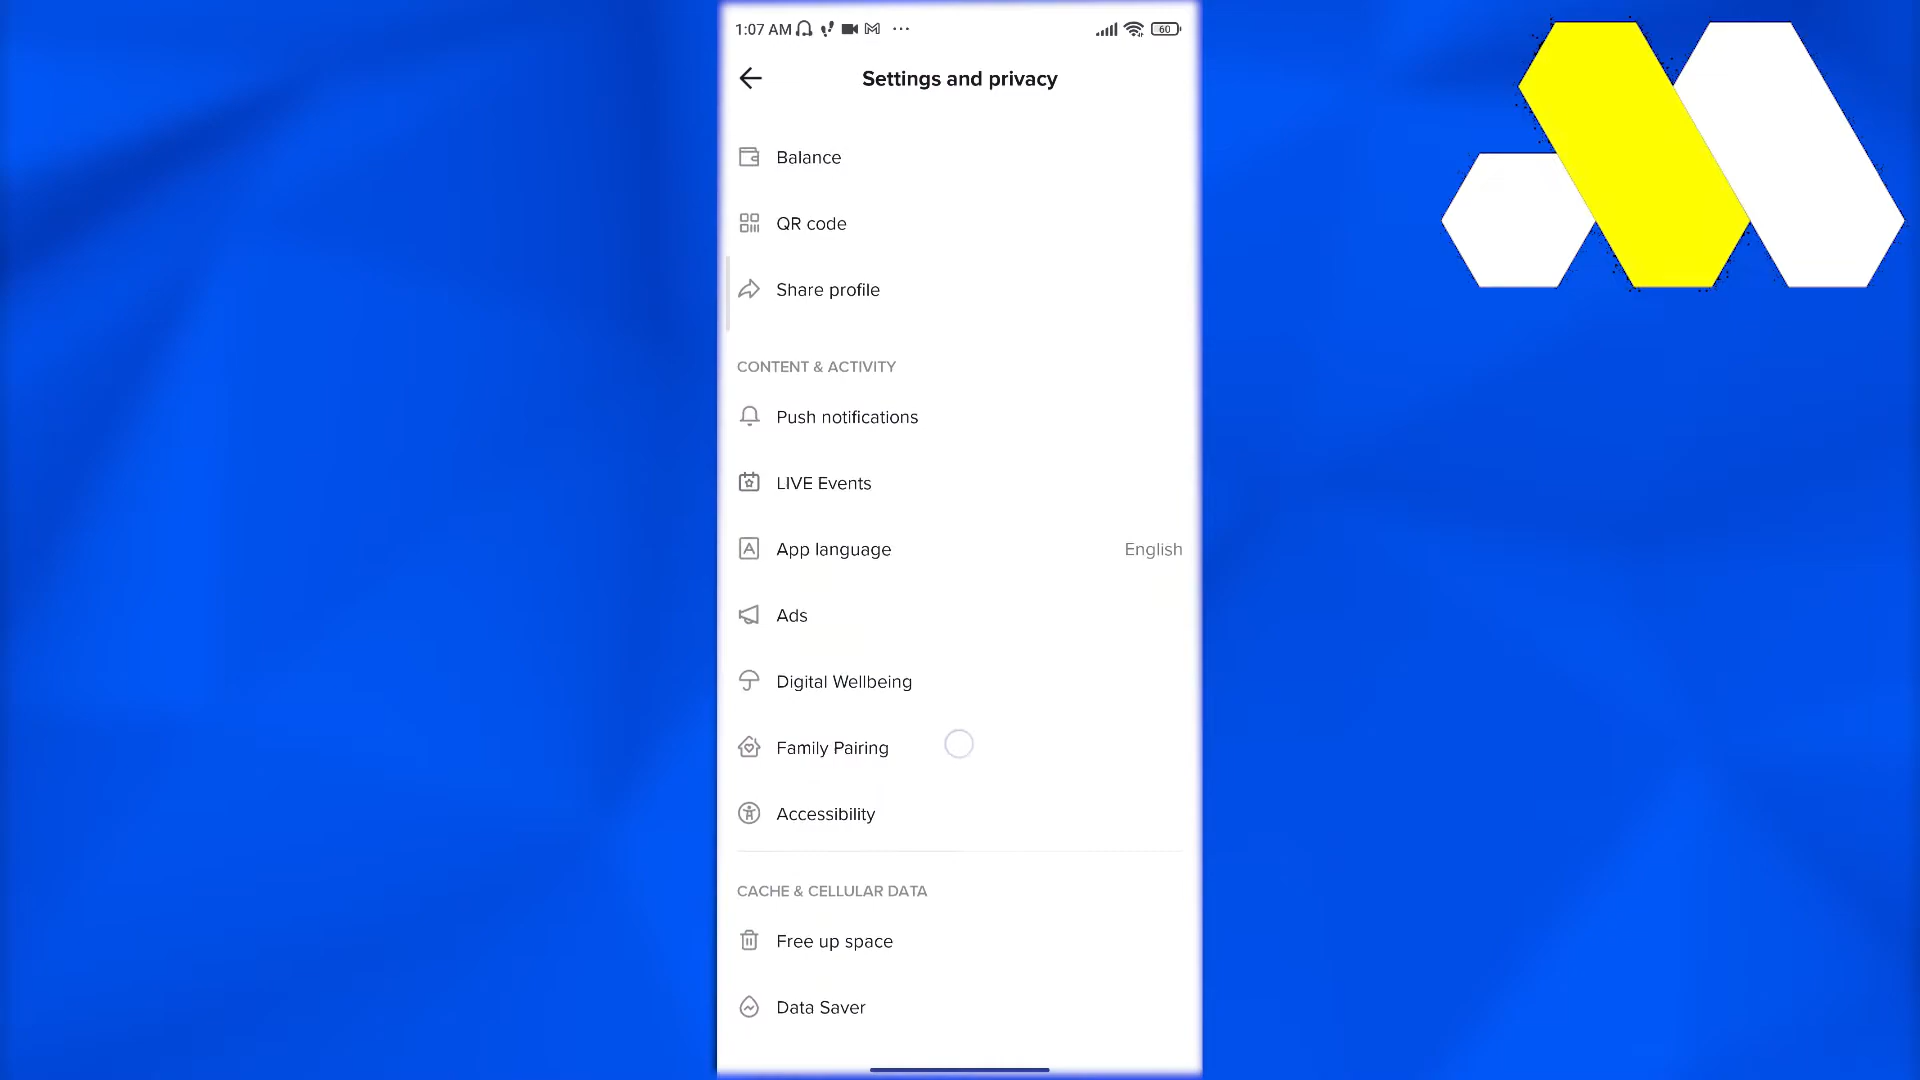 1:07 AM ... 60
Settings and privacy
Balance
QR code
Share profile
CONTENT & ACTIVITY
Push notifications
LIVE Events
App language English
Ads
Digital Wellbeing
Family Pairing
Accessibility
CACHE & CELLULAR DATA
Free up space
Data Saver